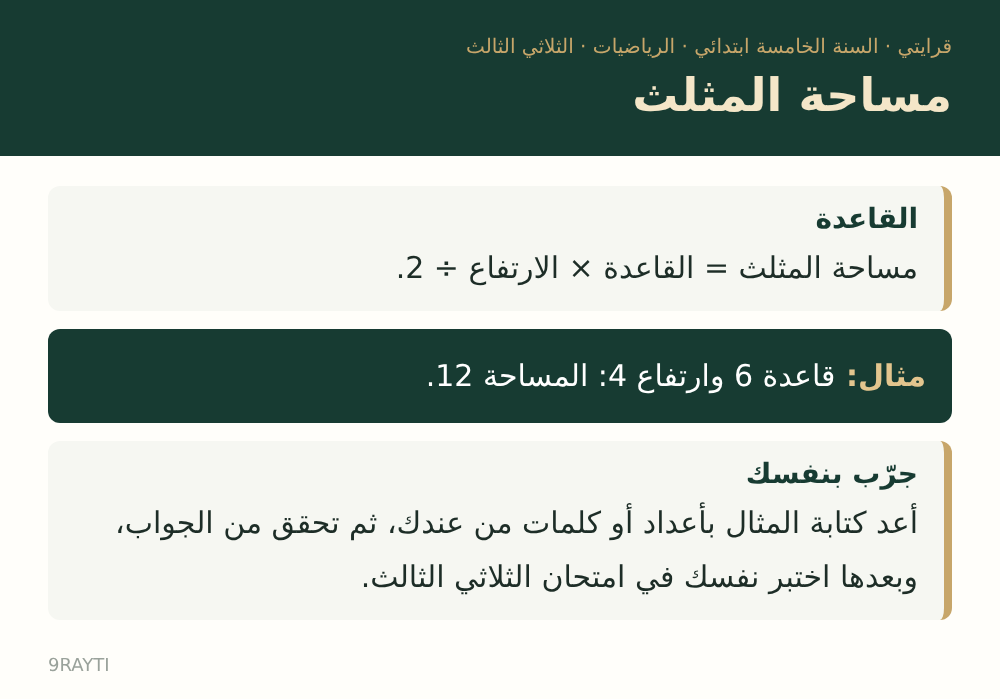 قرايتي · السنة الخامسة ابتدائي · الرياضيات · الثلاثي الثالث
مساحة المثلث
القاعدة
مساحة المثلث = القاعدة × الارتفاع ÷ 2.
مثال: قاعدة 6 وارتفاع 4: المساحة 12.
جرّب بنفسك
أعد كتابة المثال بأعداد أو كلمات من عندك، ثم تحقق من الجواب،
وبعدها اختبر نفسك في امتحان الثلاثي الثالث.
9RAYTI